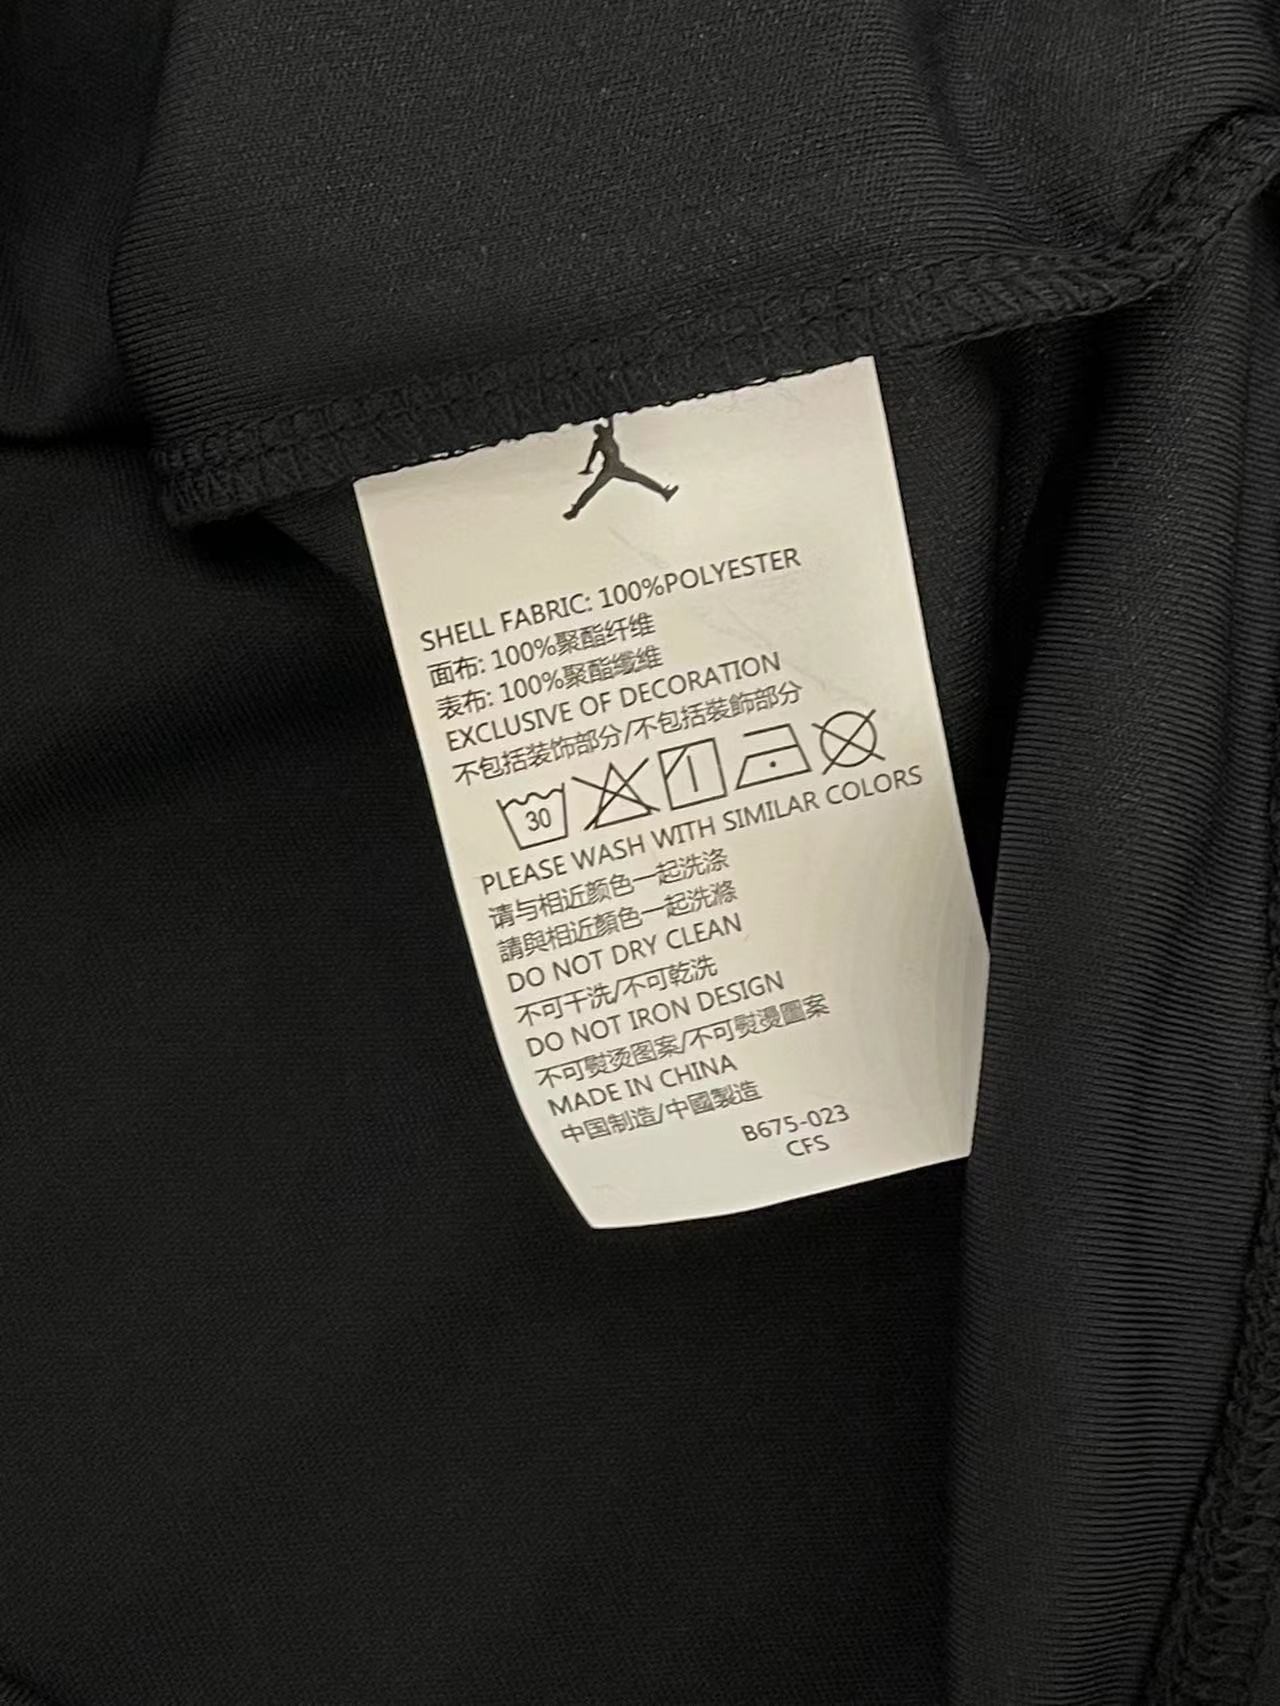 SHELL FABRIC: 100%POLYESTER
面布: 100%聚酯纤维
表布: 100%聚酯纖維
EXCLUSIVE OF DECORATION
不包括装饰部分/不包括裝飾部分
30
PLEASE WASH WITH SIMILAR COLORS
请与相近颜色一起洗涤
請與相近顏色一起洗滌
DO NOT DRY CLEAN
不可干洗/不可乾洗
DO NOT IRON DESIGN
不可熨烫图案/不可熨燙圖案
MADE IN CHINA
中国制造/中國製造
B675-023
CFS